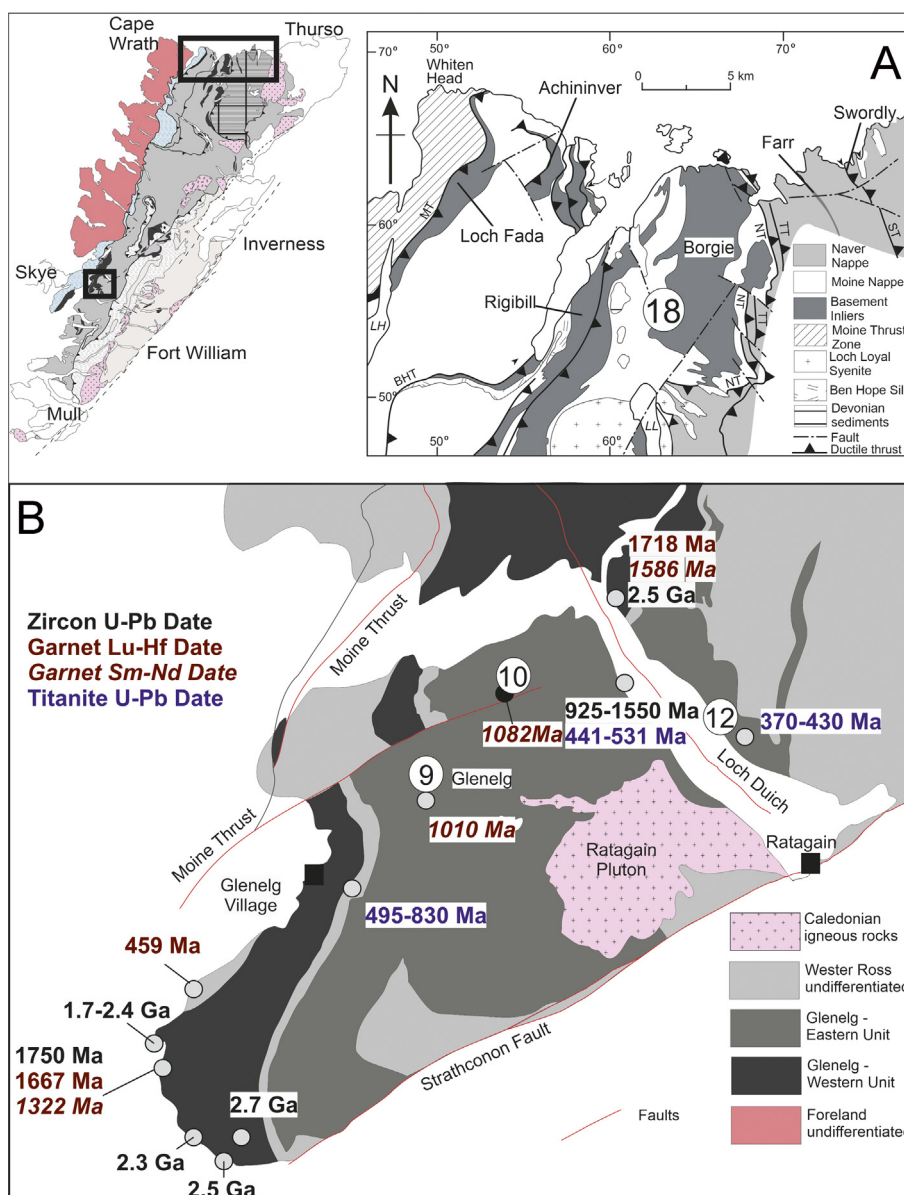 Cape
Wrath
Thurso
Inverness
Skye
Fort William
Mull
A
70°
50°
60°
70°
Whiten
Head
N
0
5 km
Achininver
Swordly
Farr
MT
60°
Loch Fada
Borgie
NT
TT
ST
Rigibill
18
LH
NT
TT
BHT
NT
50°
50°
60°
LL
Naver
Nappe
Moine Nappe
Basement
Inliers
Moine Thrust
Zone
Loch Loyal
Syenite
Ben Hope Sill
Devonian
sediments
Fault
Ductile thrust
B
Zircon U-Pb Date
Garnet Lu-Hf Date
Garnet Sm-Nd Date
Titanite U-Pb Date
Moine Thrust
1718 Ma
1586 Ma
2.5 Ga
10
1082Ma
925-1550 Ma
441-531 Ma
12
370-430 Ma
Loch Duich
9
Glenelg
1010 Ma
Moine Thrust
Ratagain
Pluton
Ratagain
Glenelg
Village
495-830 Ma
459 Ma
1.7-2.4 Ga
1750 Ma
1667 Ma
1322 Ma
2.7 Ga
2.3 Ga
2.5 Ga
Strathconon Fault
Faults
Caledonian
igneous rocks
Wester Ross
undifferentiated
Glenelg -
Eastern Unit
Glenelg -
Western Unit
Foreland
undifferentiated